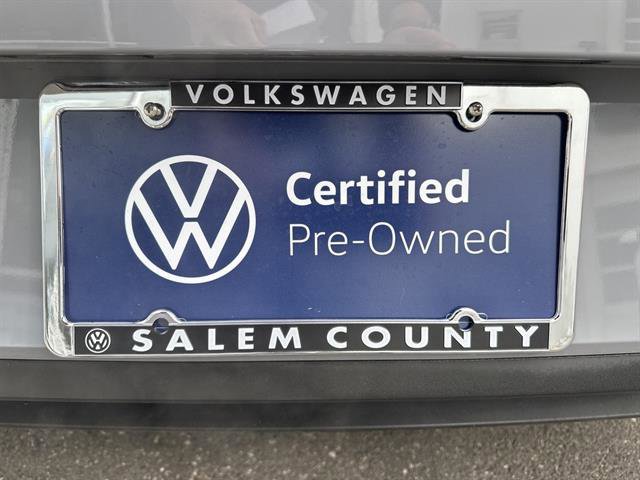 VOLKSWAGEN
Certified
Pre-Owned
SALEM COUNTY